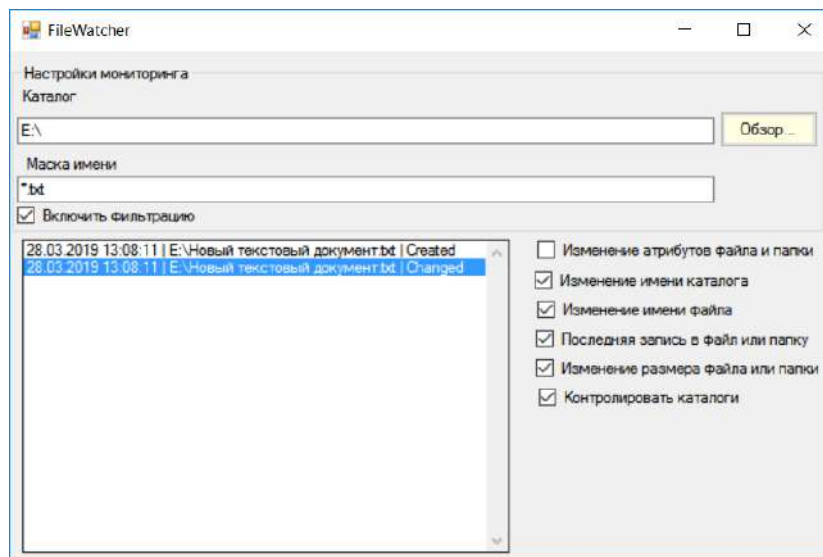 FileWatcher
Настройки мониторинга
Каталог
E:\
Обзор...
Маска имени
*.txt
Включить фильтрацию
28.03.2019 13:08:11 | E:\Новый текстовый документ.txt | Created
28.03.2019 13:08:11 | E:\Новый текстовый документ.txt | Changed
Изменение атрибутов файла и папки
Изменение имени каталога
Изменение имени файла
Последняя запись в файл или папку
Изменение размера файла или папки
Контролировать каталоги